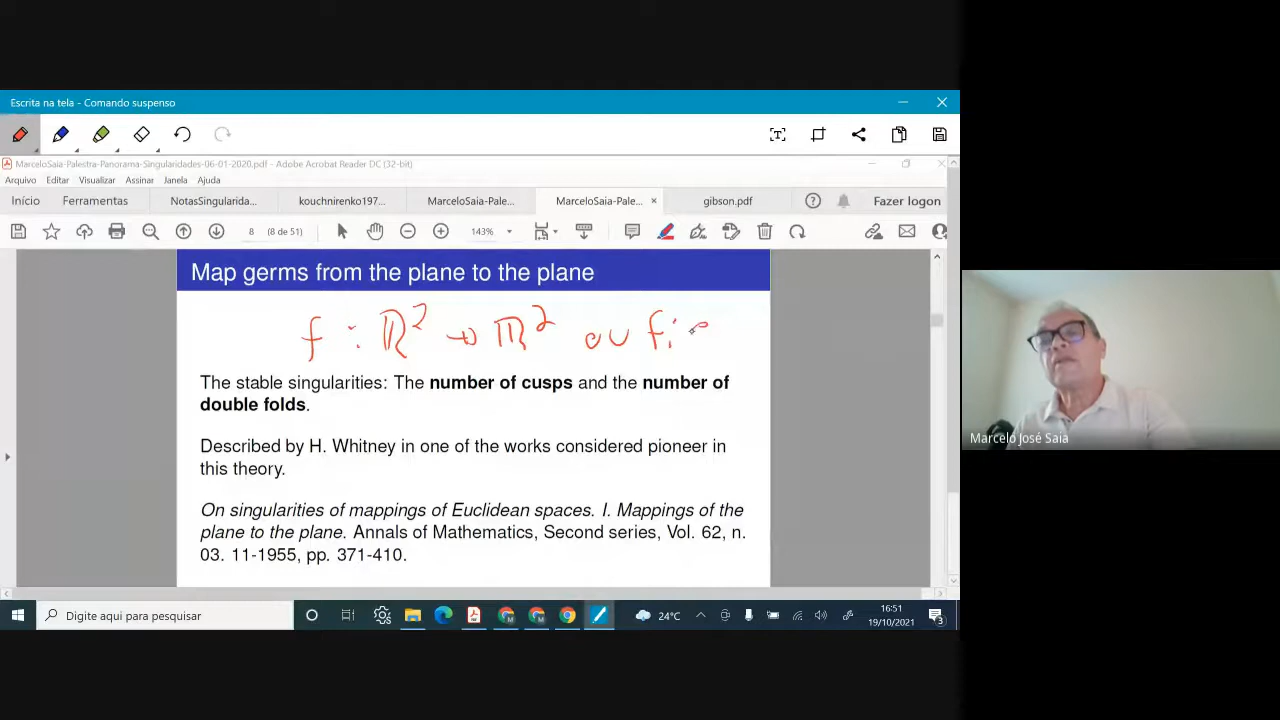 Escrita na tela - Comando suspenso
MarceloSaia-Palestra-Panorama-Singularidades-06-01-2020.pdf - Adobe Acrobat Reader DC (32-bit)
Arquivo Editar Visualizar Assinar Janela Ajuda
Início Ferramentas NotasSingularida... kouchnirenko197... MarceloSaia-Pale... MarceloSaia-Pale... gibson.pdf Fazer logon
8 (8 de 51) 143%
Map germs from the plane to the plane
f : ℝ² → ℝ² ou f:
The stable singularities: The number of cusps and the number of
double folds.
Described by H. Whitney in one of the works considered pioneer in
this theory.
On singularities of mappings of Euclidean spaces. I. Mappings of the
plane to the plane. Annals of Mathematics, Second series, Vol. 62, n.
03. 11-1955, pp. 371-410.
Marcelo José Saia
Digite aqui para pesquisar 24°C 16:51
19/10/2021 3